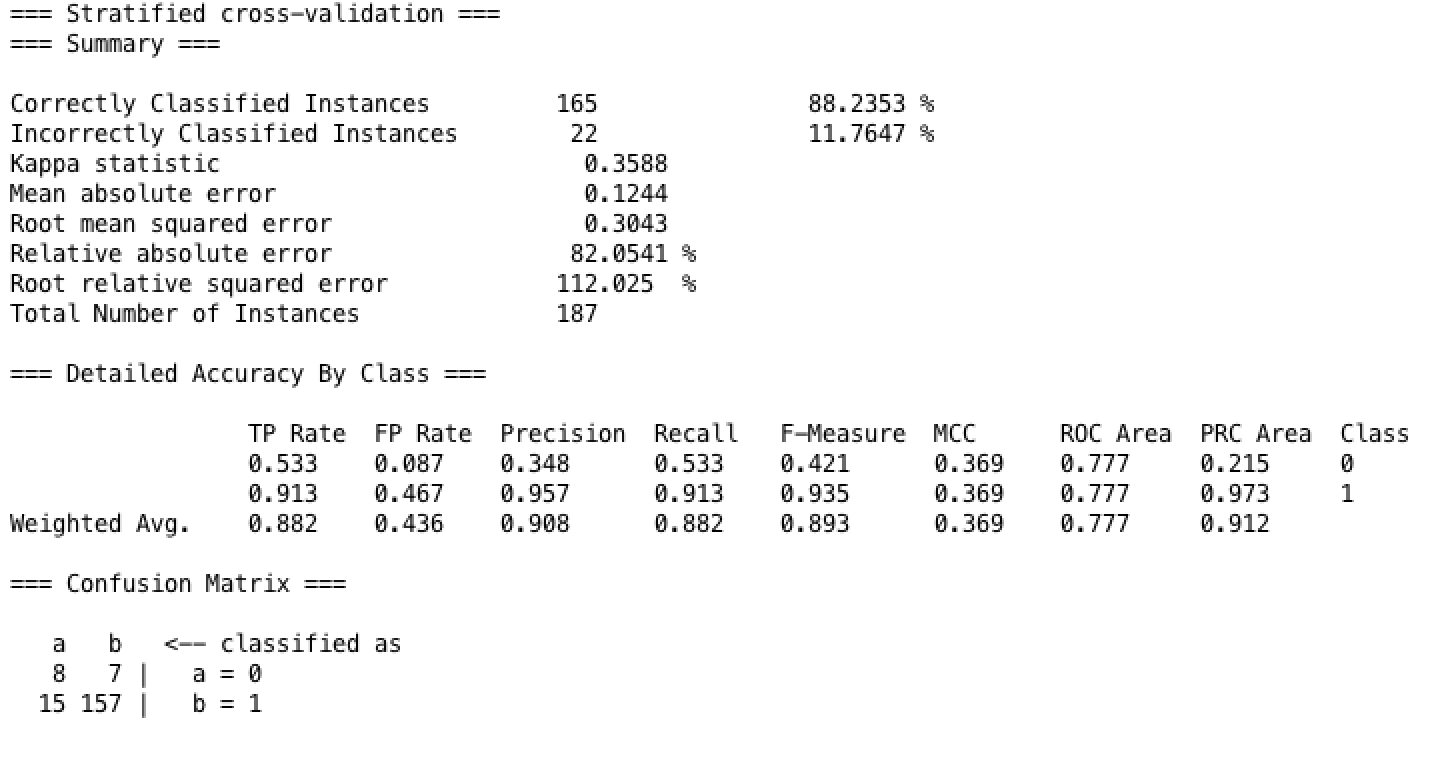 === Stratified cross-validation ===
=== Summary ===
Correctly Classified Instances 165 88.2353 %
Incorrectly Classified Instances 22 11.7647 %
Kappa statistic 0.3588
Mean absolute error 0.1244
Root mean squared error 0.3043
Relative absolute error 82.0541 %
Root relative squared error 112.025 %
Total Number of Instances 187
=== Detailed Accuracy By Class ===
TP Rate FP Rate Precision Recall F-Measure MCC ROC Area PRC Area Class
0.533 0.087 0.348 0.533 0.421 0.369 0.777 0.215 0
0.913 0.467 0.957 0.913 0.935 0.369 0.777 0.973 1
Weighted Avg. 0.882 0.436 0.908 0.882 0.893 0.369 0.777 0.912
=== Confusion Matrix ===
a b <-- classified as
8 7 | a = 0
15 157 | b = 1